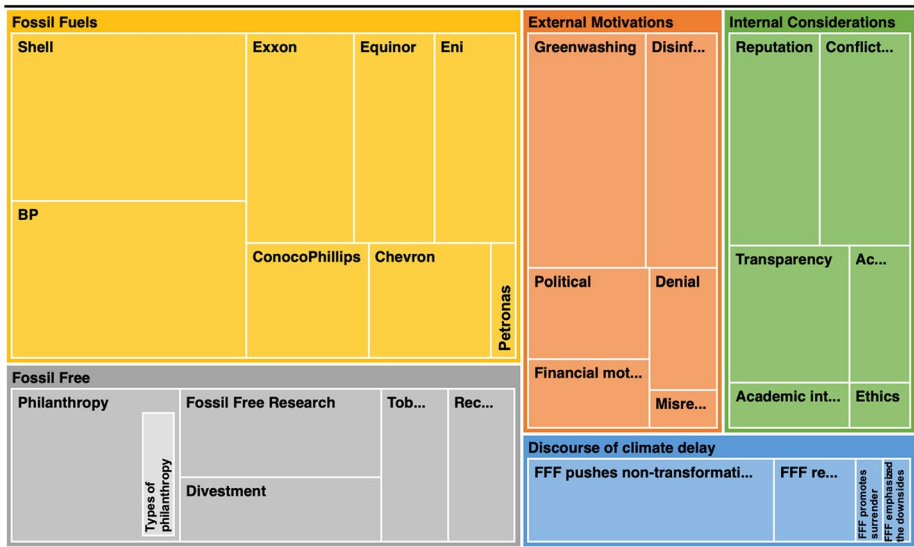 Fossil Fuels
Shell
Exxon
Equinor
Eni
BP
ConocoPhillips
Chevron
Petronas
External Motivations
Greenwashing
Disinf...
Political
Denial
Financial mot...
Misre...
Internal Considerations
Reputation
Conflict...
Transparency
Ac...
Academic int...
Ethics
Fossil Free
Philanthropy
Types of
philanthropy
Fossil Free Research
Divestment
Tob...
Rec...
Discourse of climate delay
FFF pushes non-transformati...
FFF re...
FFF promotes
surrender
FFF emphasized
the downsides